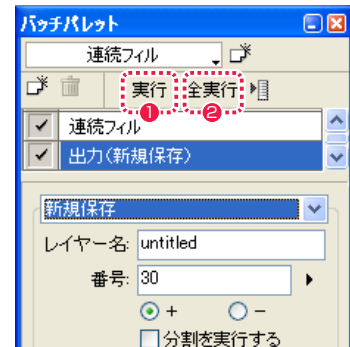 バッチパレット
連続フィル
実行 全実行
1 2
連続フィル
出力(新規保存)
新規保存
レイヤー名: untitled
番号: 30
+ -
分割を実行する